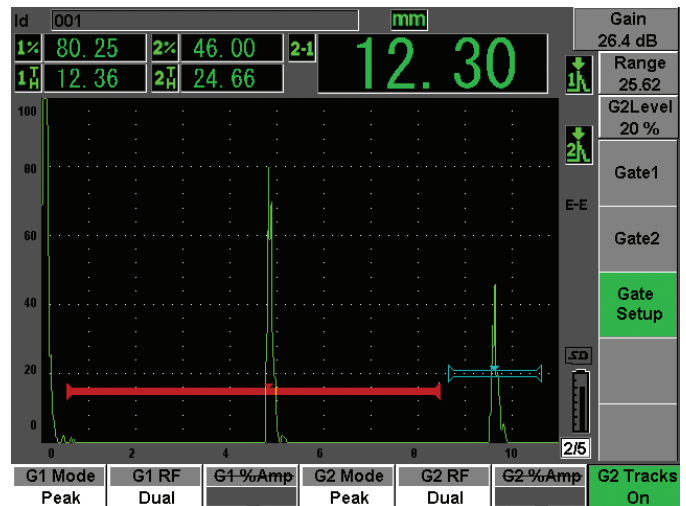 Id 001 mm Gain
26.4 dB
1% 80.25 2% 46.00 2-1 12.30
Range
25.62
1TH 12.36 2TH 24.66
G2Level
20 %
Gate1
Gate2
Gate
Setup
1
2
E-E
SD
2/5
100
80
60
40
20
0
0 2 4 6 8 10
G1 Mode G1 RF G1 %Amp G2 Mode G2 RF G2 %Amp G2 Tracks
Peak Dual Peak Dual On